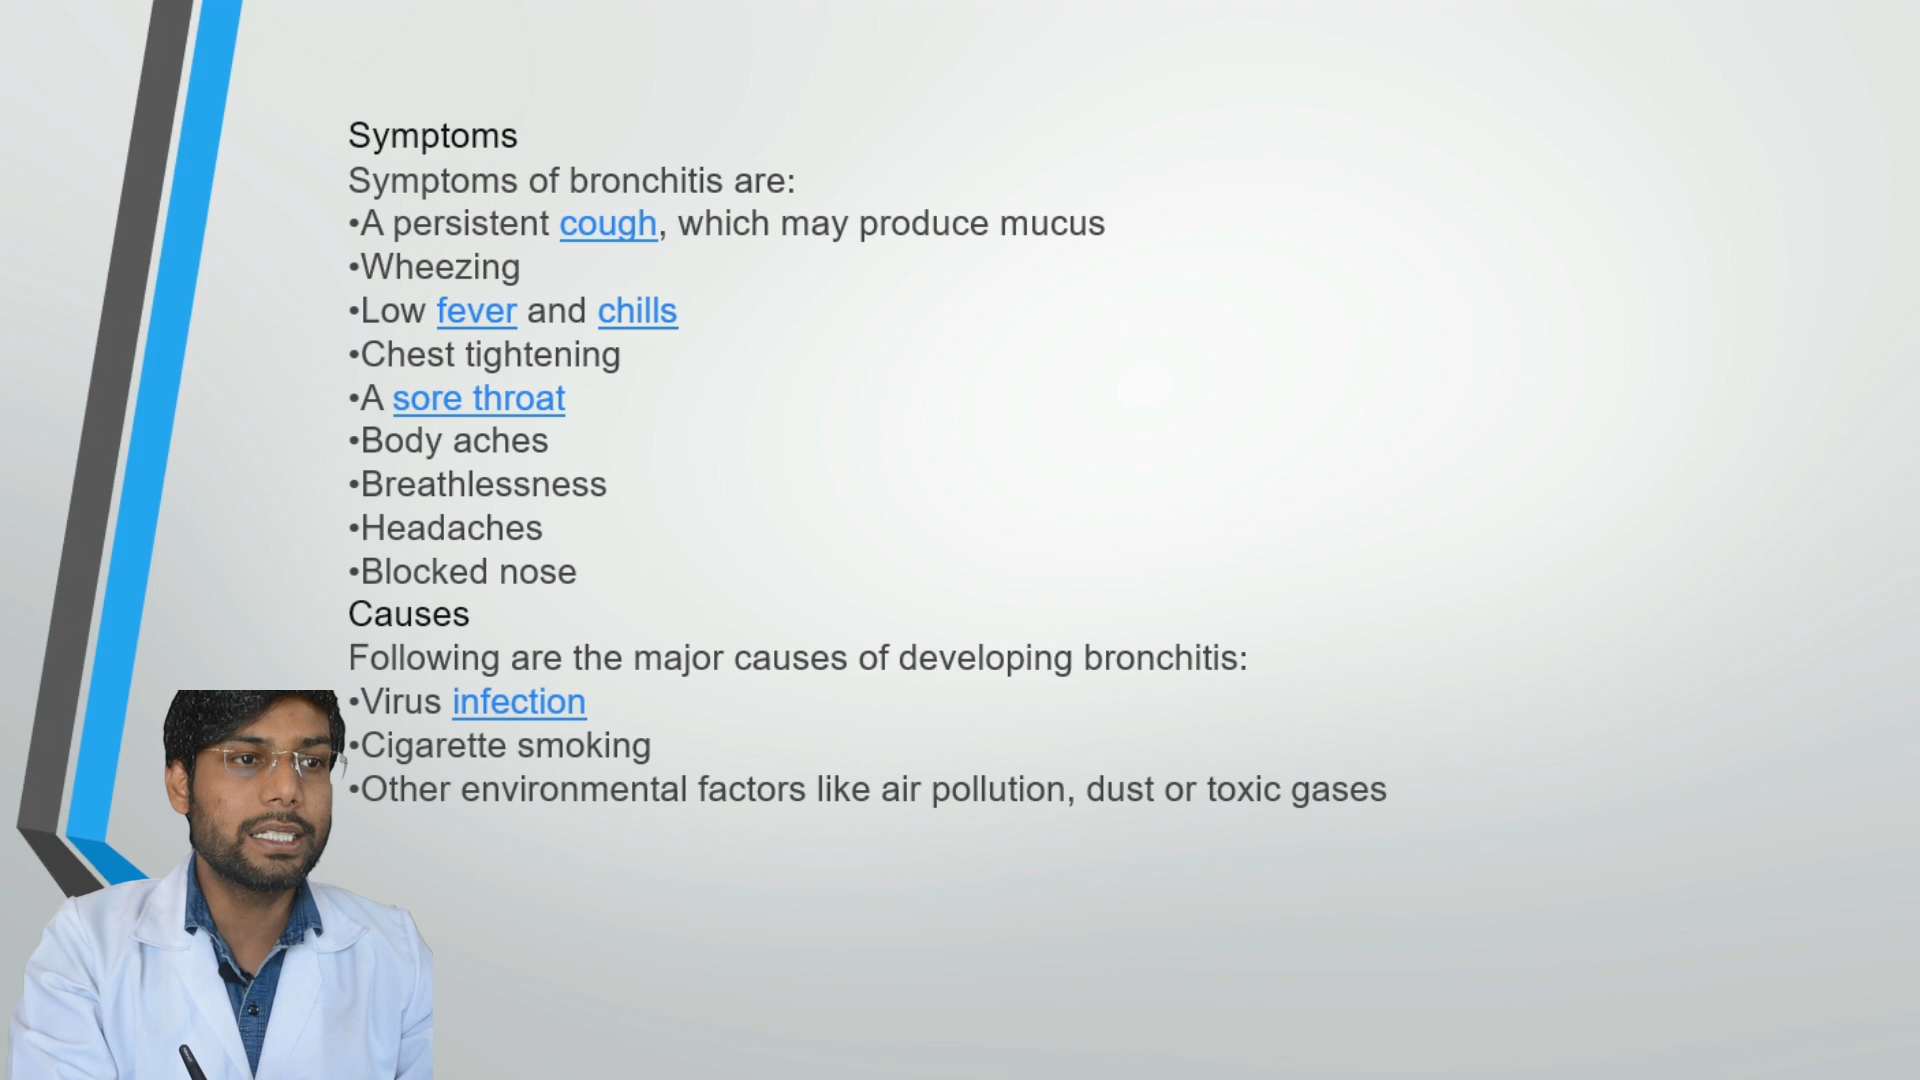 Symptoms
Symptoms of bronchitis are:
•A persistent cough, which may produce mucus
•Wheezing
•Low fever and chills
•Chest tightening
•A sore throat
•Body aches
•Breathlessness
•Headaches
•Blocked nose
Causes
Following are the major causes of developing bronchitis:
•Virus infection
•Cigarette smoking
•Other environmental factors like air pollution, dust or toxic gases